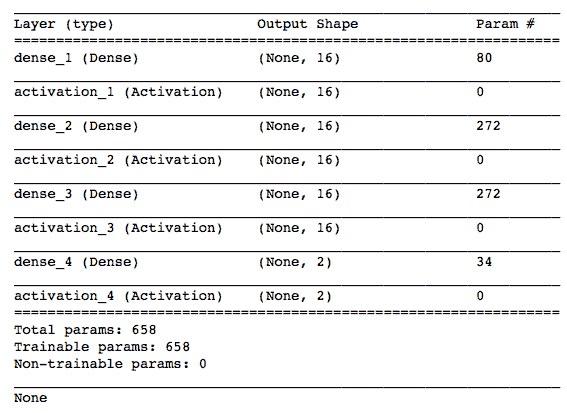 Layer (type) Output Shape Param #
dense_1 (Dense) (None, 16) 80
activation_1 (Activation) (None, 16) 0
dense_2 (Dense) (None, 16) 272
activation_2 (Activation) (None, 16) 0
dense_3 (Dense) (None, 16) 272
activation_3 (Activation) (None, 16) 0
dense_4 (Dense) (None, 2) 34
activation_4 (Activation) (None, 2) 0
Total params: 658
Trainable params: 658
Non-trainable params: 0
None